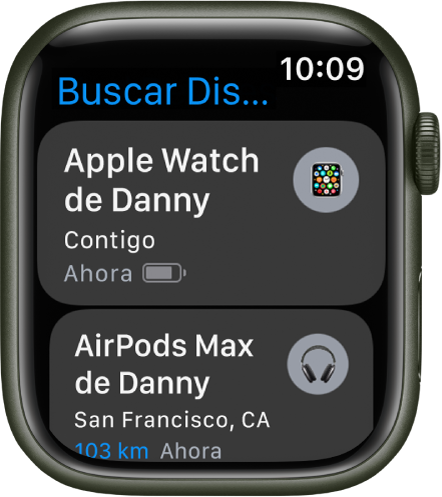 10:09
Buscar Dis...
Apple Watch
de Danny
Contigo
Ahora
AirPods Max
de Danny
San Francisco, CA
103 km Ahora